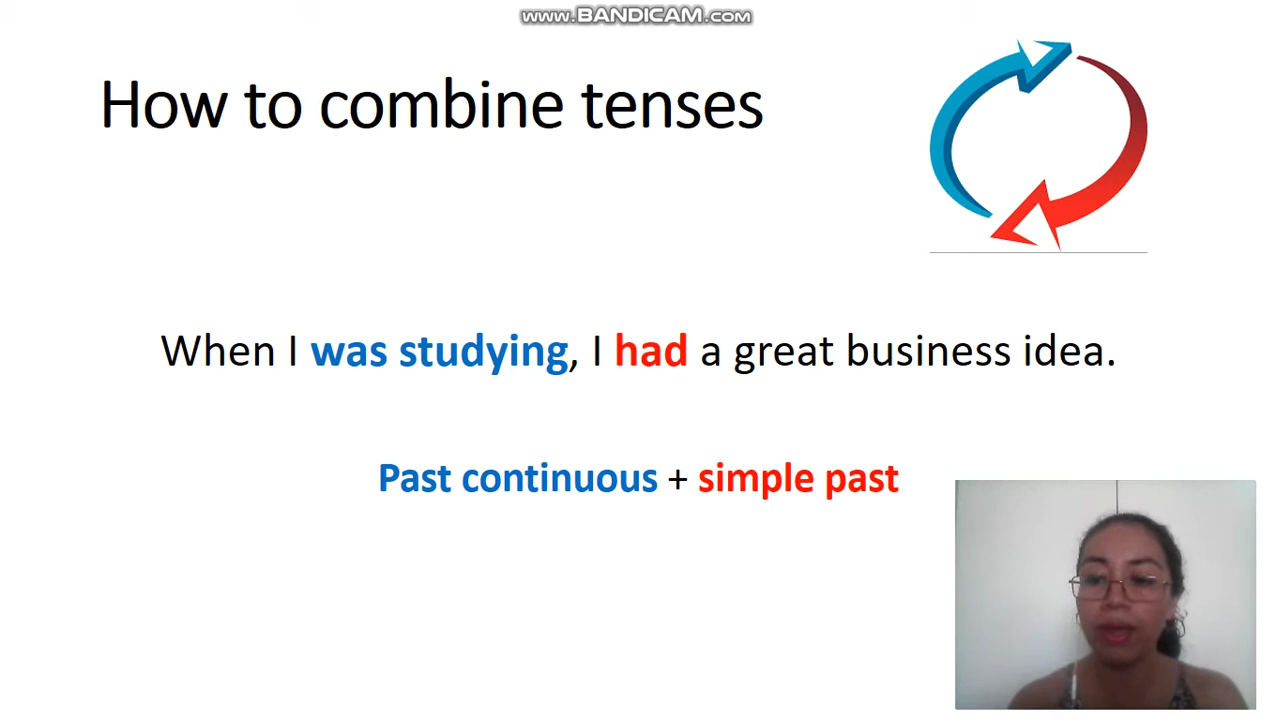 www.BANDICAM.com
How to combine tenses
When I was studying, I had a great business idea.
Past continuous + simple past